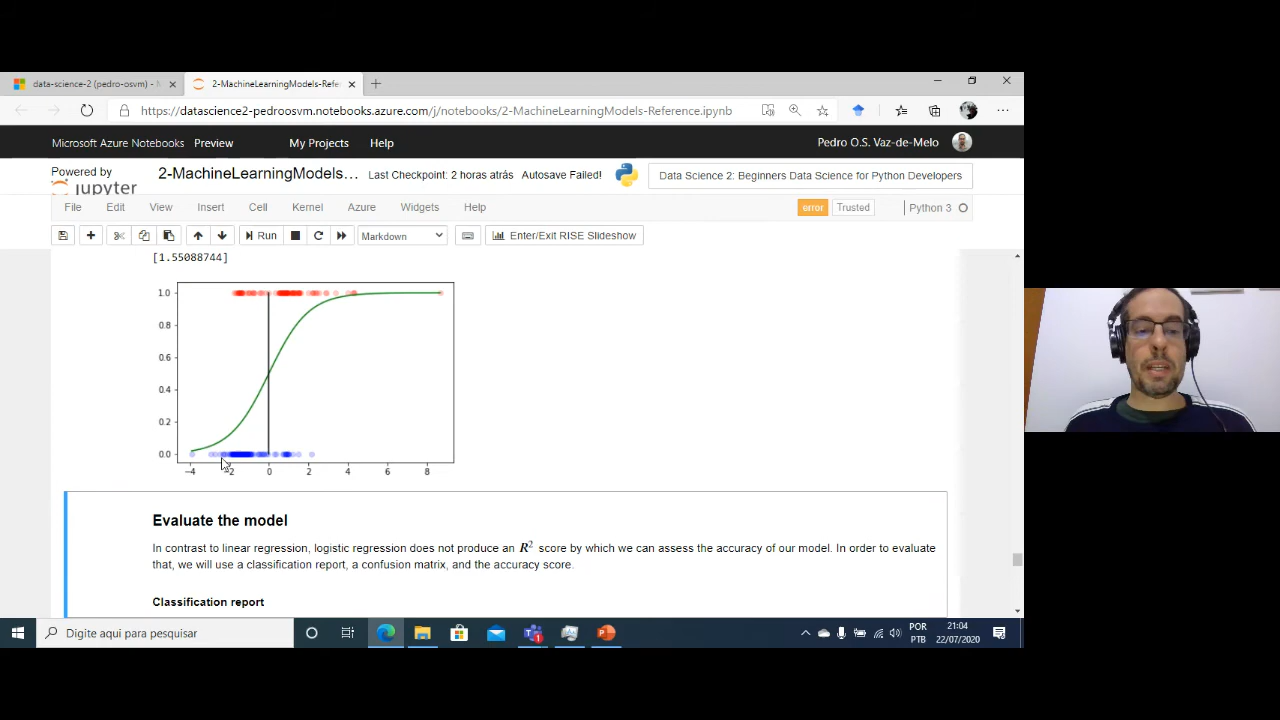 data-science-2 (pedro-osvm) - M
2-MachineLearningModels-Refe
https://datascience2-pedroosvm.notebooks.azure.com/j/notebooks/2-MachineLearningModels-Reference.ipynb
Microsoft Azure Notebooks Preview My Projects Help Pedro O.S. Vaz-de-Melo
Powered by
jupyter
2-MachineLearningModels... Last Checkpoint: 2 horas atrás Autosave Failed! Data Science 2: Beginners Data Science for Python Developers
File Edit View Insert Cell Kernel Azure Widgets Help error Trusted Python 3
Run Markdown Enter/Exit RISE Slideshow
[1.55088744]
1.0
0.8
0.6
0.4
0.2
0.0
−4 −2 0 2 4 6 8
Evaluate the model
In contrast to linear regression, logistic regression does not produce an R² score by which we can assess the accuracy of our model. In order to evaluate
that, we will use a classification report, a confusion matrix, and the accuracy score.
Classification report
Digite aqui para pesquisar
POR
PTB
21:04
22/07/2020